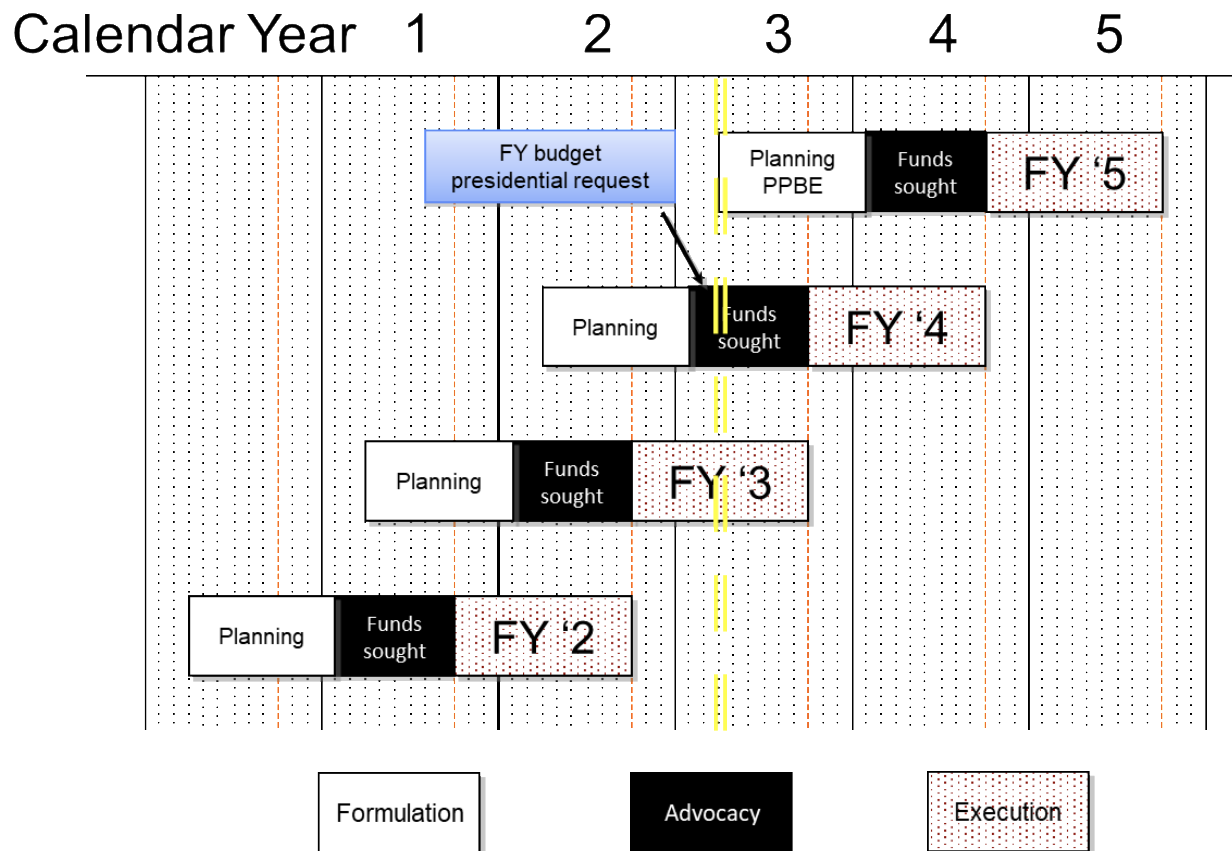 Calendar Year 1 2 3 4 5
FY budget
presidential request
Planning
PPBE
Funds
sought
FY ‘5
Planning
Funds
sought
FY ‘4
Planning
Funds
sought
FY ‘3
Planning
Funds
sought
FY ‘2
Formulation
Advocacy
Execution